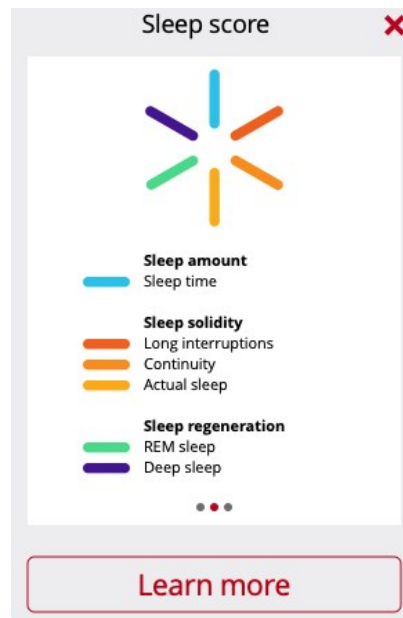 Sleep score
Sleep amount
Sleep time
Sleep solidity
Long interruptions
Continuity
Actual sleep
Sleep regeneration
REM sleep
Deep sleep
Learn more